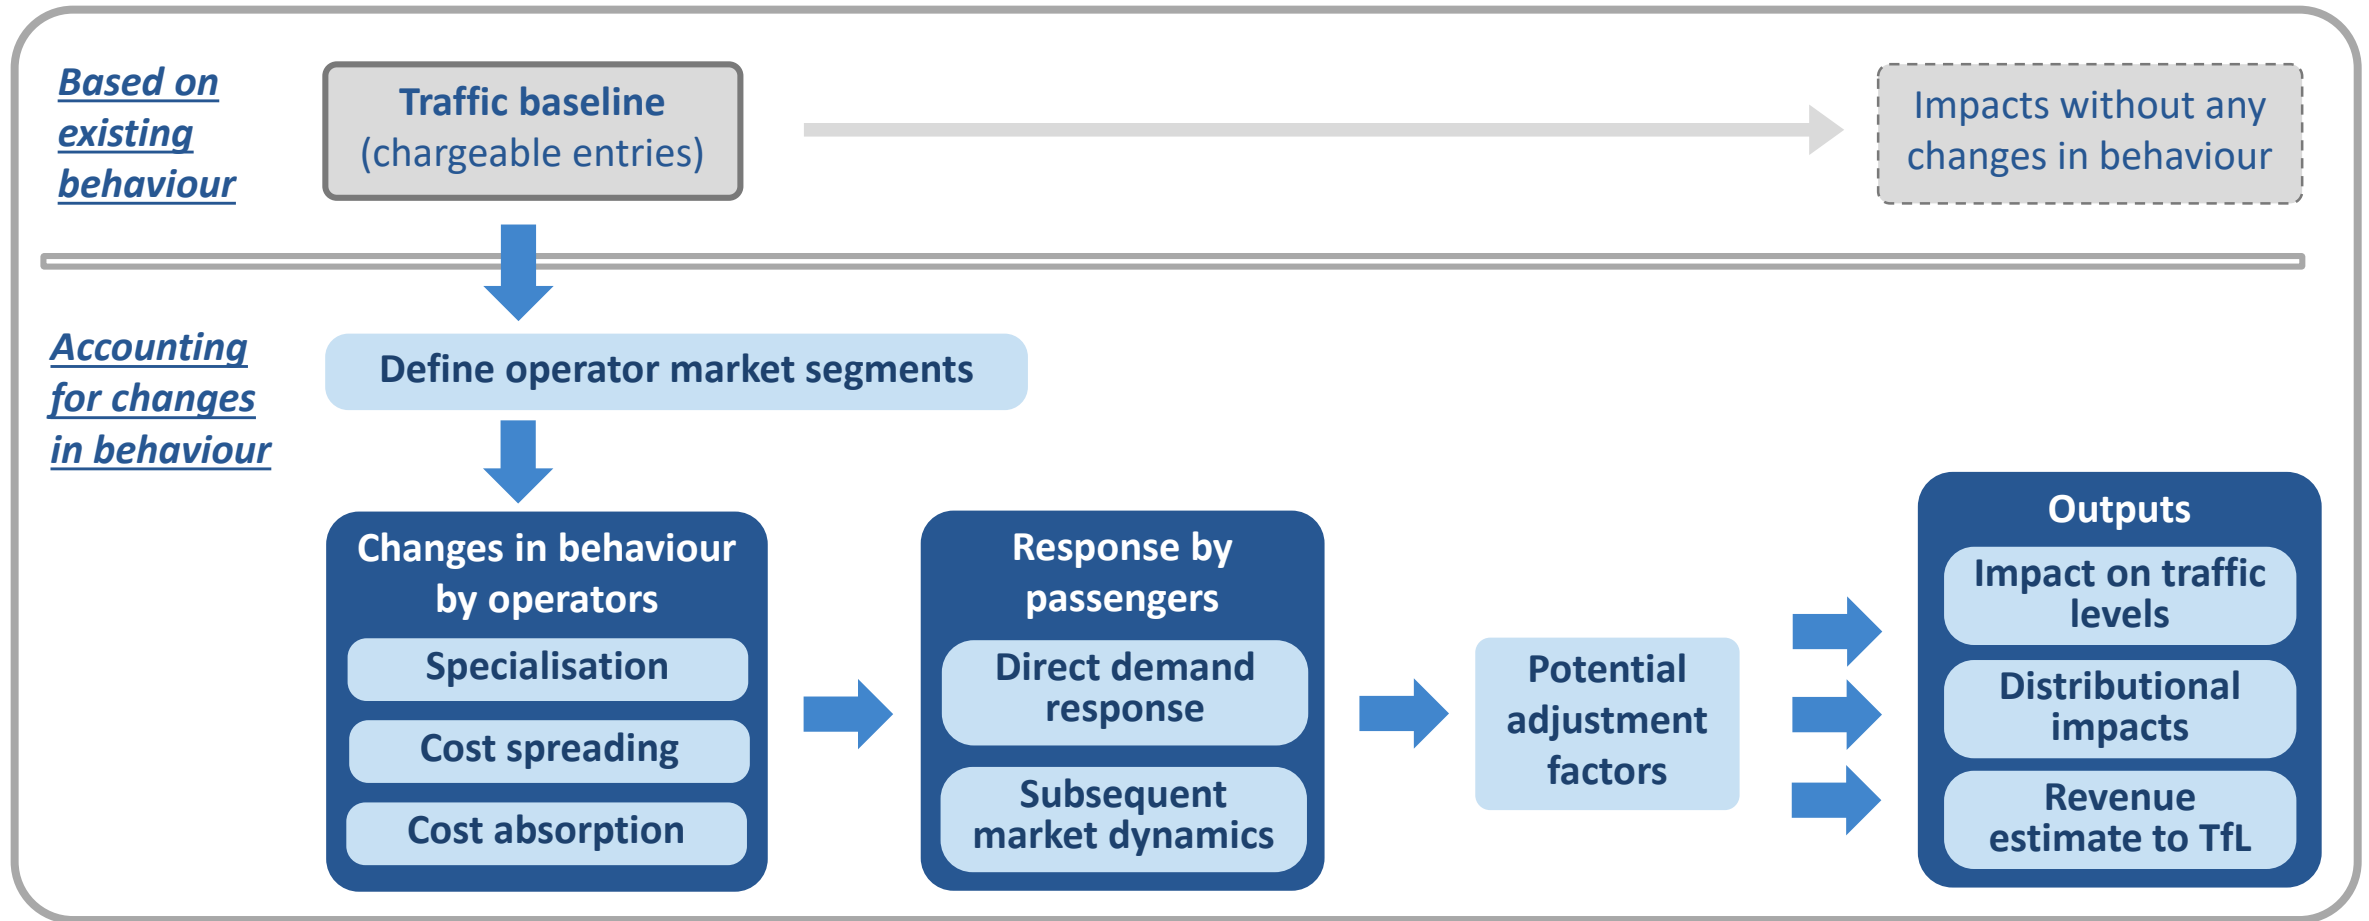 Based on
existing
behaviour
Traffic baseline
(chargeable entries)
Impacts without any
changes in behaviour
Accounting
for changes
in behaviour
Define operator market segments
Changes in behaviour
by operators
Specialisation
Cost spreading
Cost absorption
Response by
passengers
Direct demand
response
Subsequent
market dynamics
Potential
adjustment
factors
Outputs
Impact on traffic
levels
Distributional
impacts
Revenue
estimate to TfL